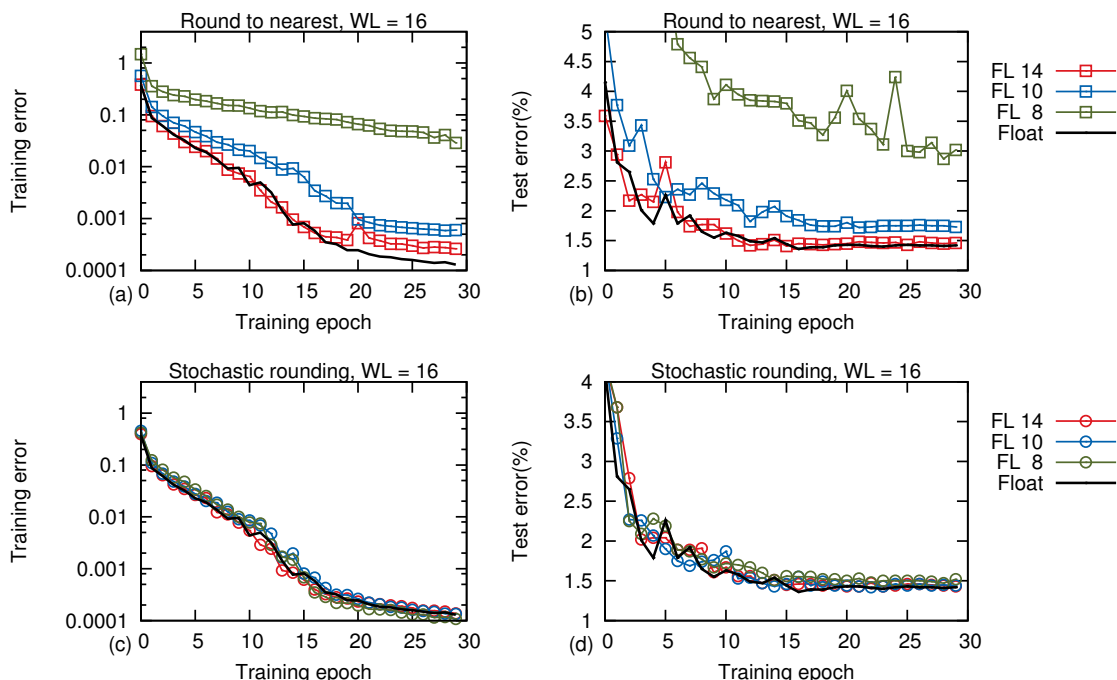 Round to nearest, WL = 16
Training error
1
0.1
0.01
0.001
0.0001
0 5 10 15 20 25 30
(a)
Training epoch
Round to nearest, WL = 16
Test error(%)
5
4.5
4
3.5
3
2.5
2
1.5
1
0 5 10 15 20 25 30
(b)
Training epoch
FL 14
FL 10
FL 8
Float
Stochastic rounding, WL = 16
Training error
1
0.1
0.01
0.001
0.0001
0 5 10 15 20 25 30
(c)
Training epoch
Stochastic rounding, WL = 16
Test error(%)
4
3.5
3
2.5
2
1.5
1
0 5 10 15 20 25 30
(d)
Training epoch
FL 14
FL 10
FL 8
Float